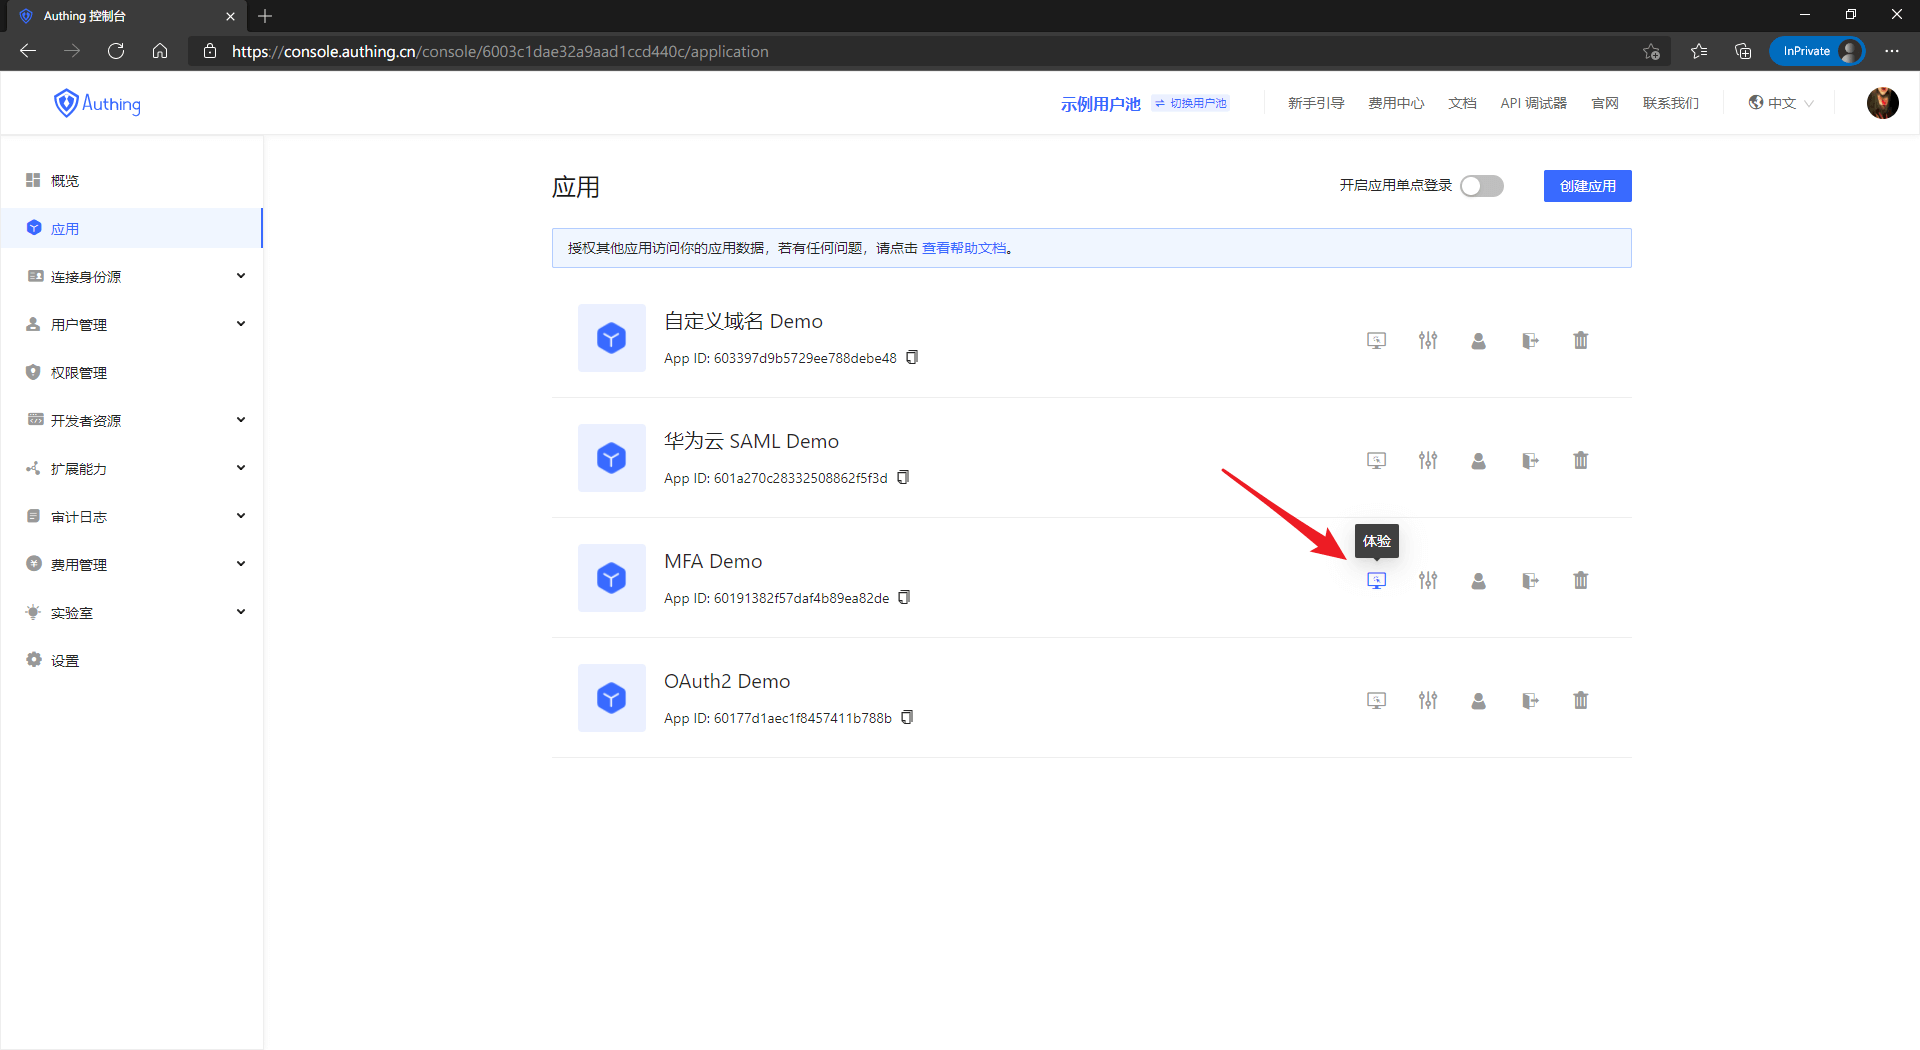 Authing 控制台
https://console.authing.cn/console/6003c1dae32a9aad1ccd440c/application
InPrivate
Authing
示例用户池
切换用户池
新手引导
费用中心
文档
API 调试器
官网
联系我们
中文
概览
应用
连接身份源
用户管理
权限管理
开发者资源
扩展能力
审计日志
费用管理
实验室
设置
应用
开启应用单点登录
创建应用
授权其他应用访问你的应用数据，若有任何问题，请点击 查看帮助文档。
自定义域名 Demo
App ID: 603397d9b5729ee788debe48
华为云 SAML Demo
App ID: 601a270c28332508862f5f3d
体验
MFA Demo
App ID: 60191382f57daf4b89ea82de
OAuth2 Demo
App ID: 60177d1aec1f8457411b788b